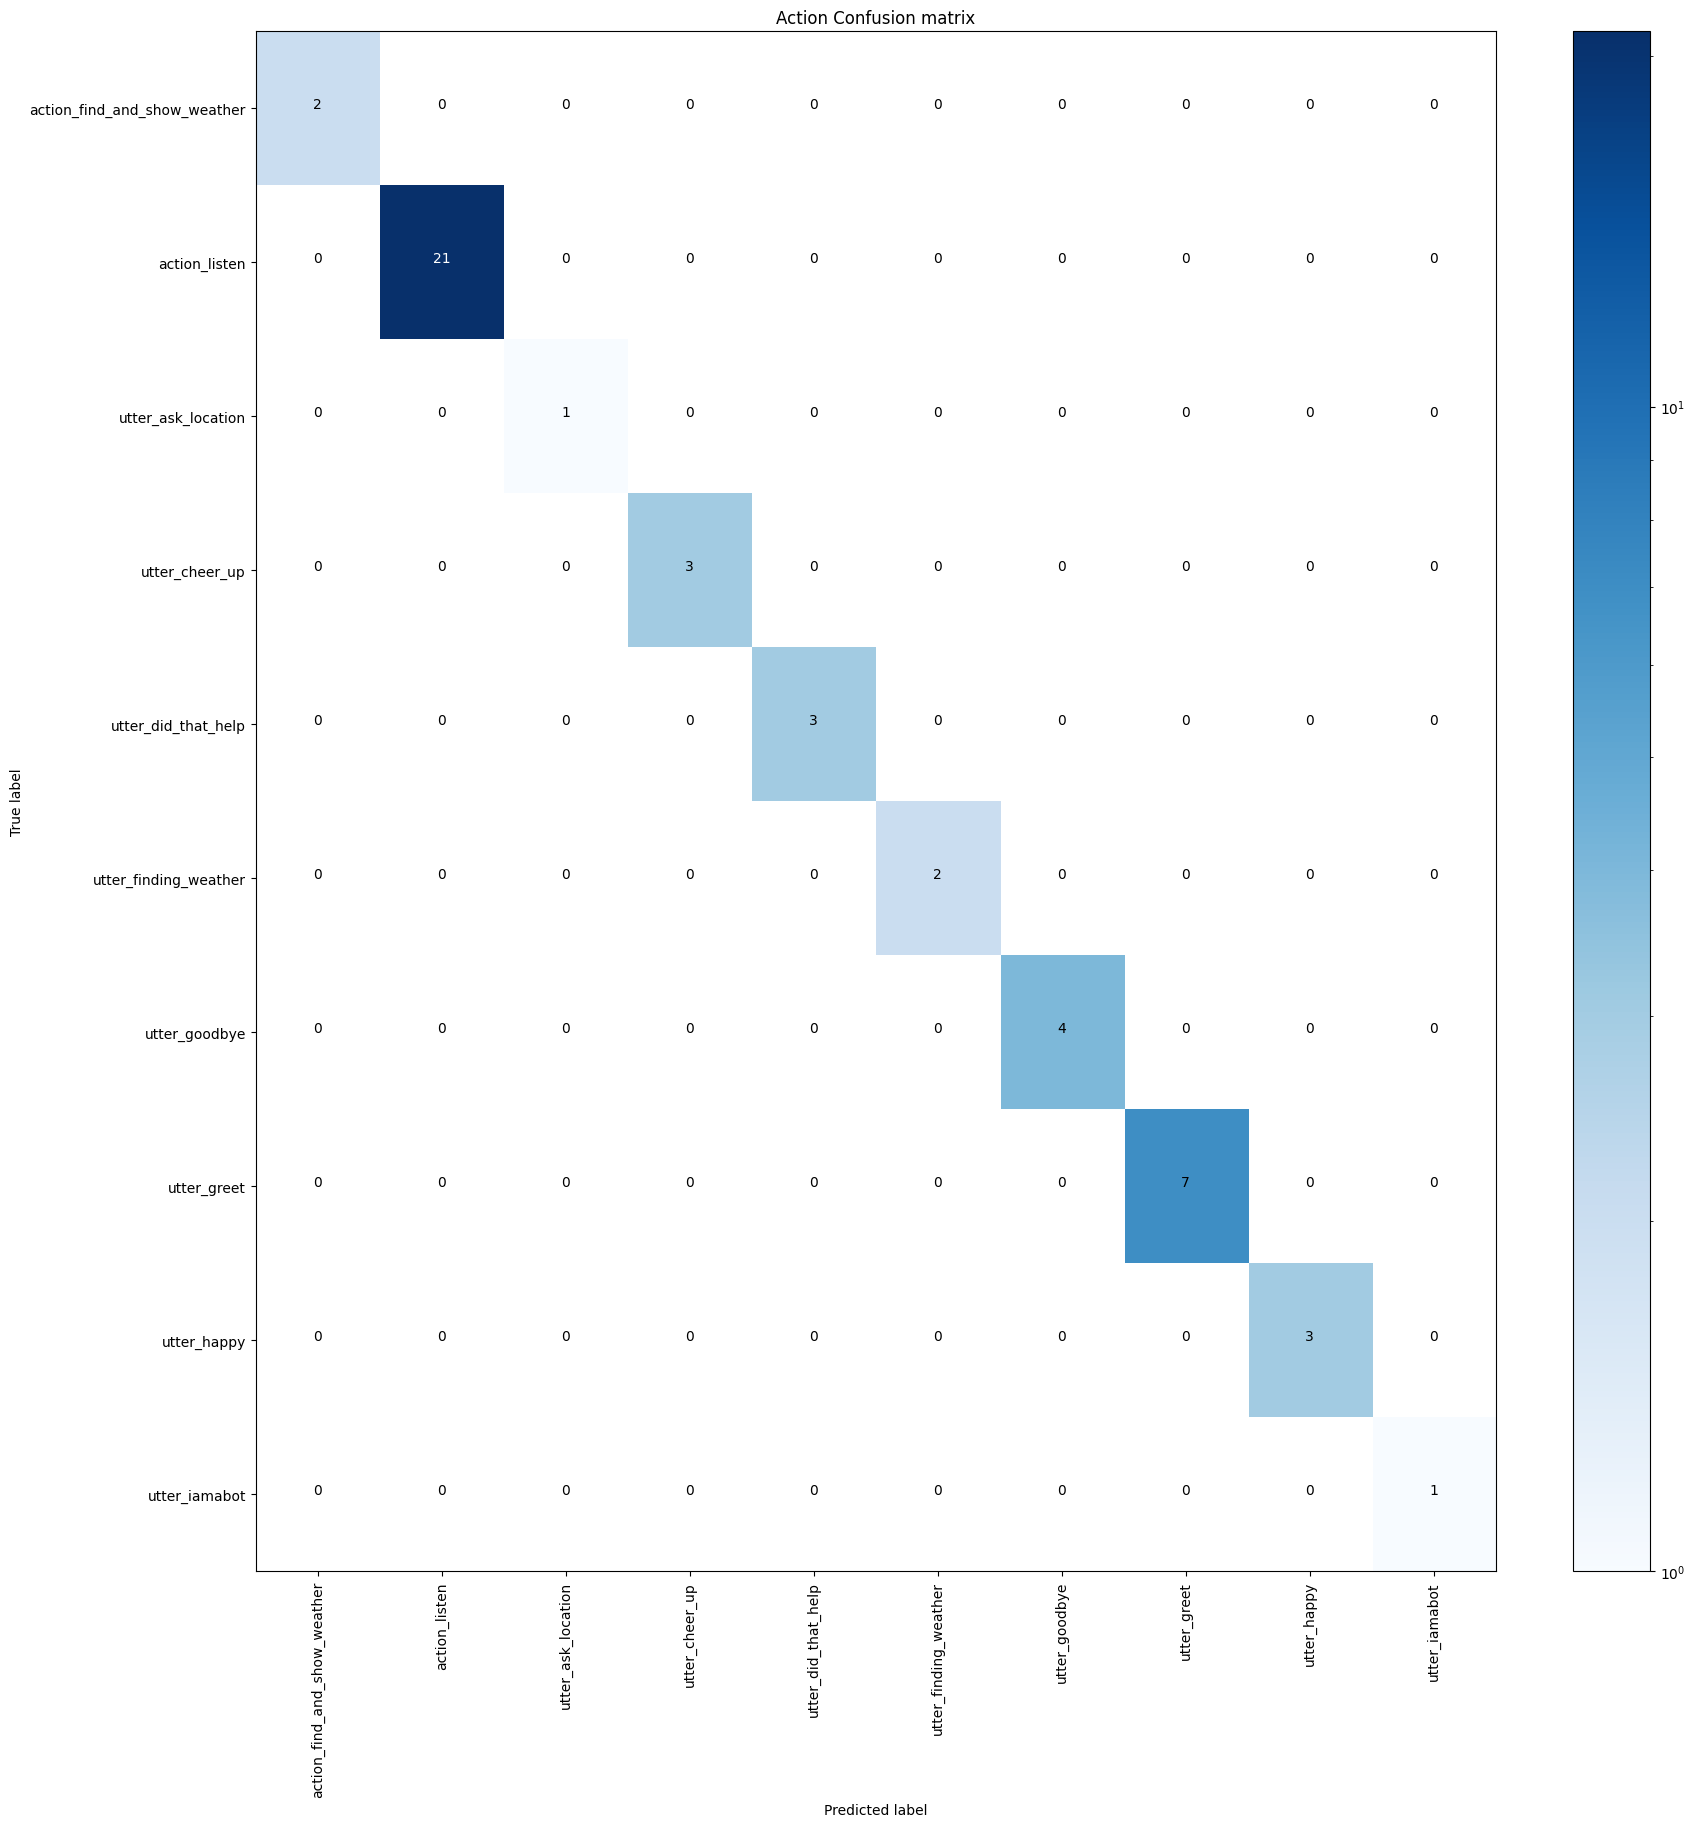 Action Confusion matrix
action_find_and_show_weather 2 0 0 0 0 0 0 0 0 0
action_listen 0 21 0 0 0 0 0 0 0 0
utter_ask_location 0 0 1 0 0 0 0 0 0 0
utter_cheer_up 0 0 0 3 0 0 0 0 0 0
utter_did_that_help 0 0 0 0 3 0 0 0 0 0
utter_finding_weather 0 0 0 0 0 2 0 0 0 0
utter_goodbye 0 0 0 0 0 0 4 0 0 0
utter_greet 0 0 0 0 0 0 0 7 0 0
utter_happy 0 0 0 0 0 0 0 0 3 0
utter_iamabot 0 0 0 0 0 0 0 0 0 1
True label
action_find_and_show_weather
action_listen
utter_ask_location
utter_cheer_up
utter_did_that_help
utter_finding_weather
utter_goodbye
utter_greet
utter_happy
utter_iamabot
Predicted label
10¹
10⁰